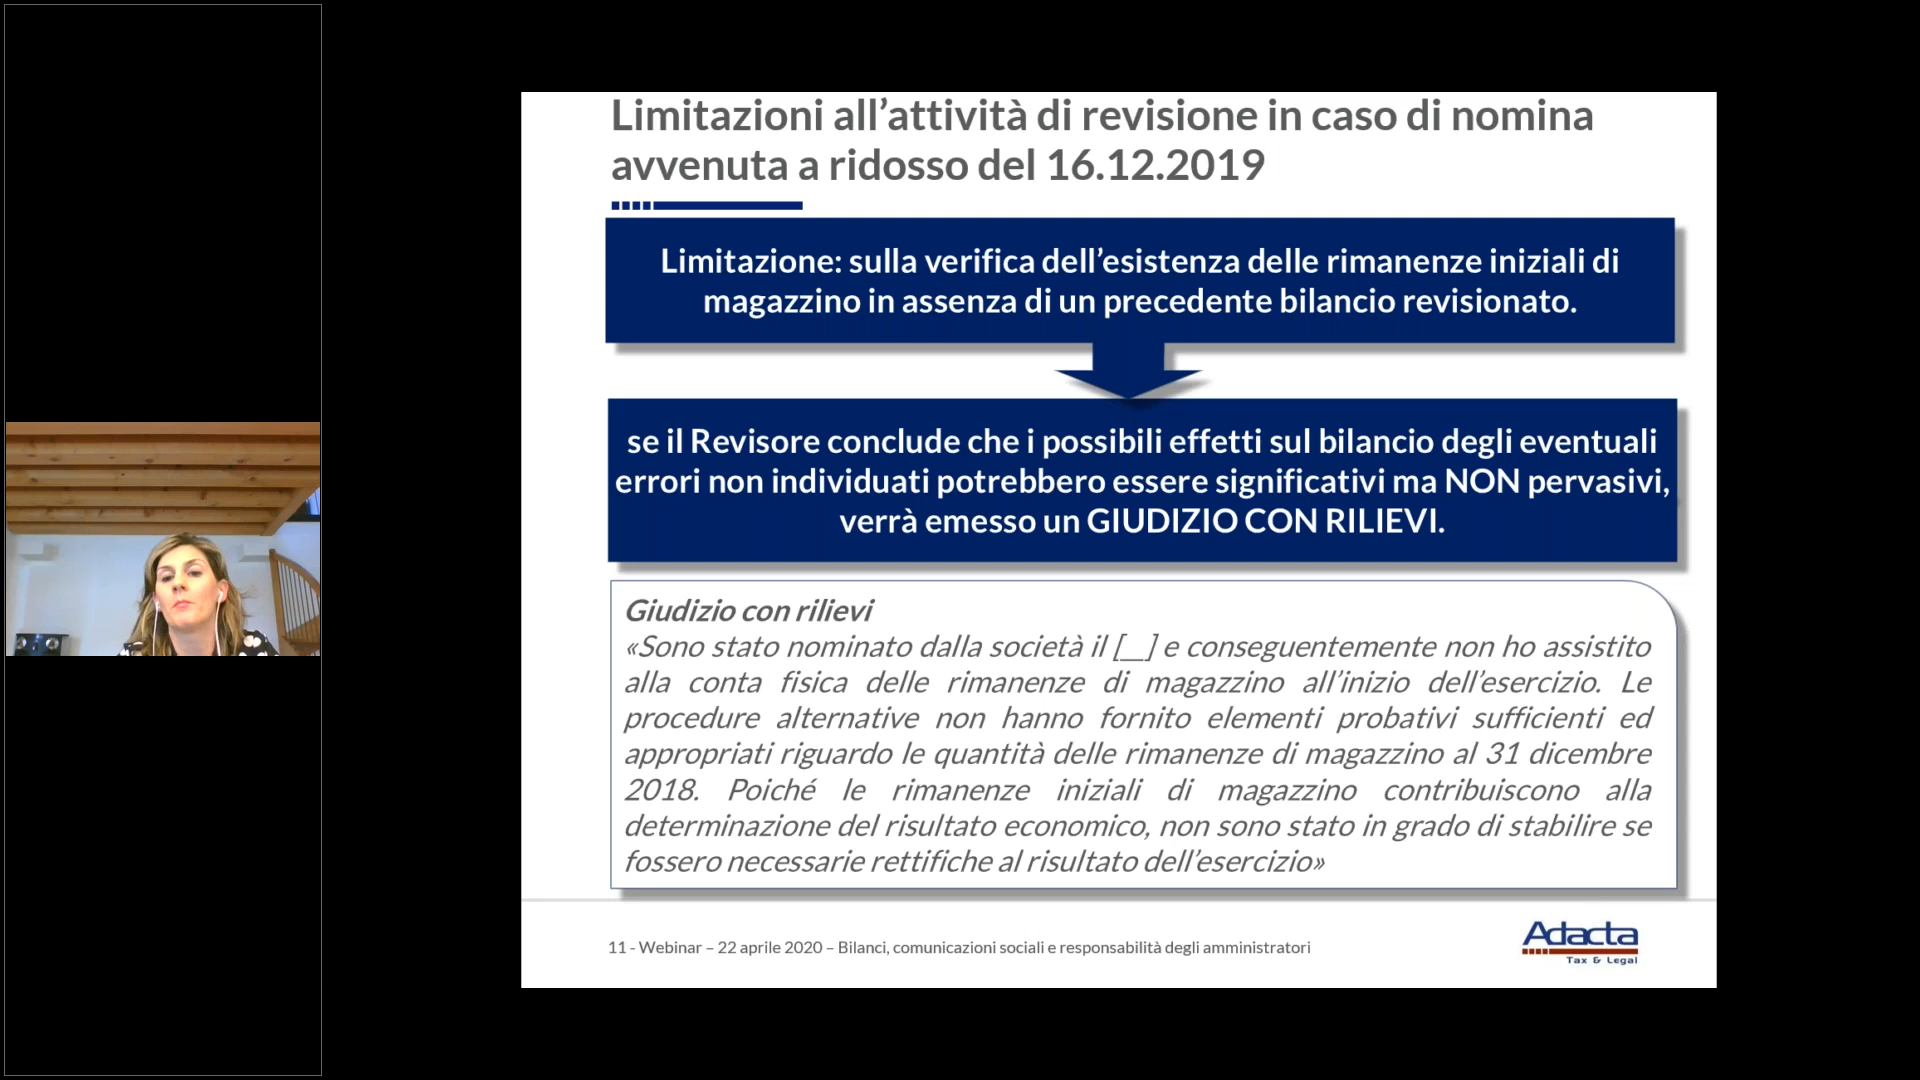 Limitazioni all’attività di revisione in caso di nomina
avvenuta a ridosso del 16.12.2019
Limitazione: sulla verifica dell’esistenza delle rimanenze iniziali di
magazzino in assenza di un precedente bilancio revisionato.
se il Revisore conclude che i possibili effetti sul bilancio degli eventuali
errori non individuati potrebbero essere significativi ma NON pervasivi,
verrà emesso un GIUDIZIO CON RILIEVI.
Giudizio con rilievi
«Sono stato nominato dalla società il [__] e conseguentemente non ho assistito
alla conta fisica delle rimanenze di magazzino all’inizio dell’esercizio. Le
procedure alternative non hanno fornito elementi probativi sufficienti ed
appropriati riguardo le quantità delle rimanenze di magazzino al 31 dicembre
2018. Poiché le rimanenze iniziali di magazzino contribuiscono alla
determinazione del risultato economico, non sono stato in grado di stabilire se
fossero necessarie rettifiche al risultato dell’esercizio»
11 - Webinar – 22 aprile 2020 – Bilanci, comunicazioni sociali e responsabilità degli amministratori
Adacta
Tax & Legal